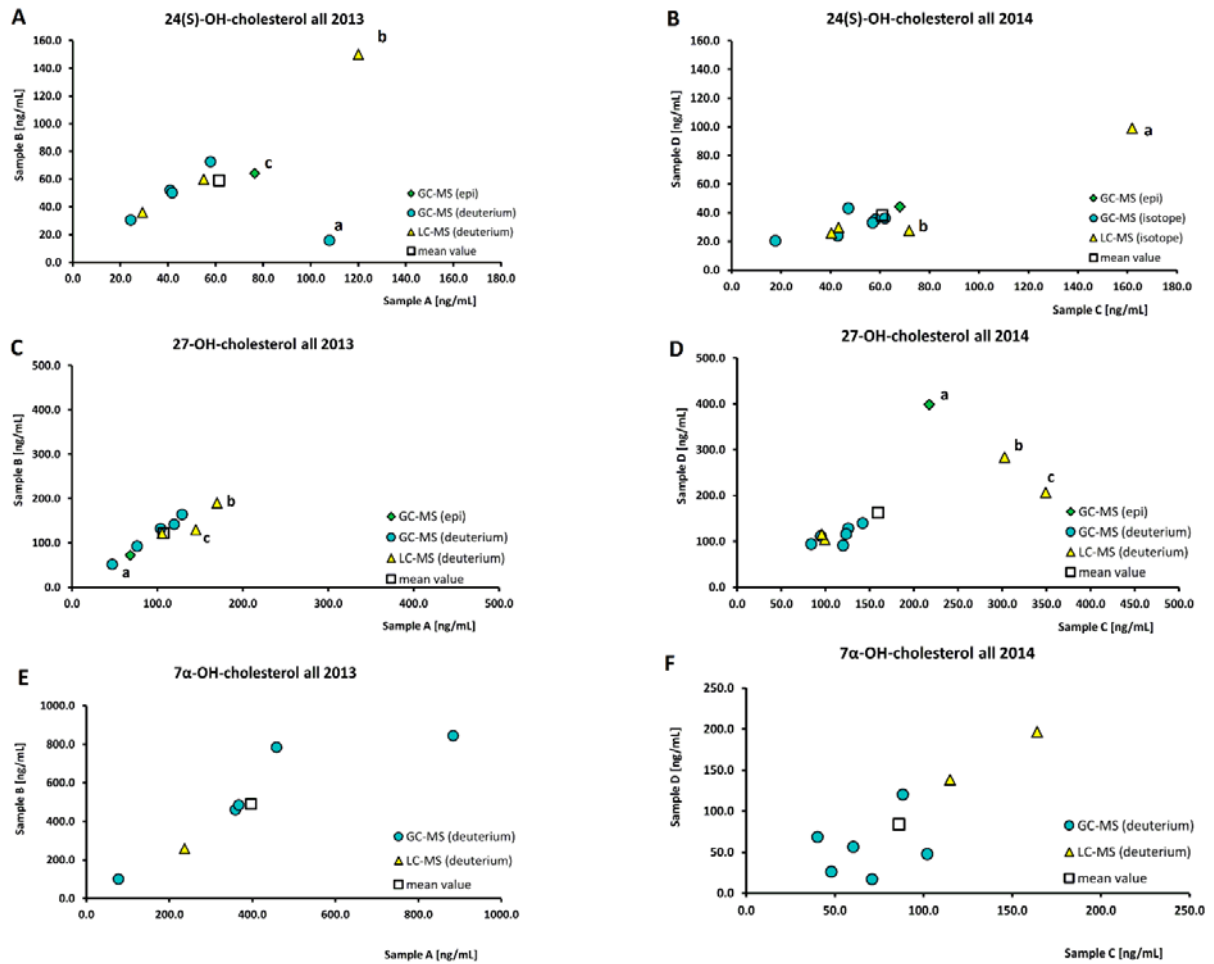 A
24(S)-OH-cholesterol all 2013
Sample B [ng/mL]
160.0
140.0
120.0
100.0
80.0
60.0
40.0
20.0
0.0
0.0 20.0 40.0 60.0 80.0 100.0 120.0 140.0 160.0 180.0
Sample A [ng/mL]
b
c
a
GC-MS (epi)
GC-MS (deuterium)
LC-MS (deuterium)
mean value
B
24(S)-OH-cholesterol all 2014
Sample D [ng/mL]
160.0
140.0
120.0
100.0
80.0
60.0
40.0
20.0
0.0
0.0 20.0 40.0 60.0 80.0 100.0 120.0 140.0 160.0 180.0
Sample C [ng/mL]
a
b
GC-MS (epi)
GC-MS (isotope)
LC-MS (isotope)
mean value
C
27-OH-cholesterol all 2013
Sample B [ng/mL]
500.0
400.0
300.0
200.0
100.0
0.0
0.0 100.0 200.0 300.0 400.0 500.0
Sample A [ng/mL]
b
c
a
GC-MS (epi)
GC-MS (deuterium)
LC-MS (deuterium)
mean value
D
27-OH-cholesterol all 2014
Sample D [ng/mL]
500.0
400.0
300.0
200.0
100.0
0.0
0.0 50.0 100.0 150.0 200.0 250.0 300.0 350.0 400.0 450.0 500.0
Sample C [ng/mL]
a
b
c
GC-MS (epi)
GC-MS (deuterium)
LC-MS (deuterium)
mean value
E
7α-OH-cholesterol all 2013
Sample B [ng/mL]
1000.0
800.0
600.0
400.0
200.0
0.0
0.0 200.0 400.0 600.0 800.0 1000.0
Sample A [ng/mL]
GC-MS (deuterium)
LC-MS (deuterium)
mean value
F
7α-OH-cholesterol all 2014
Sample D [ng/mL]
250.0
200.0
150.0
100.0
50.0
0.0
0.0 50.0 100.0 150.0 200.0 250.0
Sample C [ng/mL]
GC-MS (deuterium)
LC-MS (deuterium)
mean value